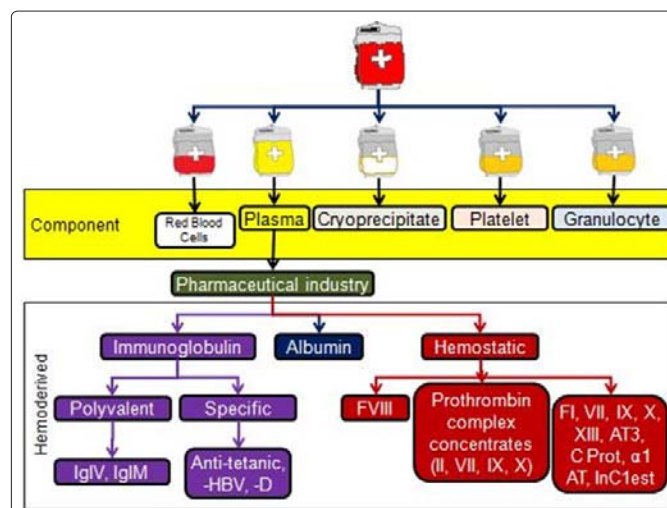 Component
Red Blood
Cells
Plasma
Cryoprecipitate
Platelet
Granulocyte
Pharmaceutical industry
Hemoderived
Immunoglobulin
Albumin
Hemostatic
Polyvalent
Specific
FVIII
Prothrombin
complex
concentrates
(II, VII, IX, X)
FI, VII, IX, X,
XIII, AT3,
C Prot, α1
AT, InC1est
IgIV, IgIM
Anti-tetanic,
-HBV, -D